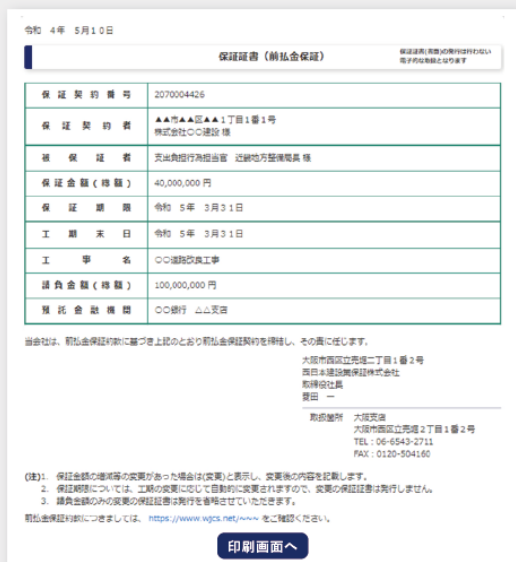 令和 4年 5月10日
保証証書（前払金保証）
保証証書(書面)の発行は行わない
電子的な取扱となります
保証契約番号 2070004426
保証契約者 ▲▲市▲▲区▲▲1丁目1番1号
株式会社〇〇建設 様
被保証者 支出負担行為担当官 近畿地方整備局長 様
保証金額(総額) 40,000,000 円
保証期限 令和 5年 3月31日
工期末日 令和 5年 3月31日
工事名 〇〇道路改良工事
請負金額(総額) 100,000,000 円
預託金融機関 〇〇銀行 △△支店
当会社は、前払金保証約款に基づき上記のとおり前払金保証契約を締結し、その責に任じます。
大阪市西区立売堀二丁目1番2号
西日本建設業保証株式会社
取締役社長
愛田 一
取扱箇所 大阪支店
大阪市西区立売堀2丁目1番2号
TEL：06-6543-2711
FAX：0120-504160
(注)1. 保証金額の増減等の変更があった場合は(変更)と表示し、変更後の内容を記載します。
2. 保証期限については、工期の変更に応じて自動的に変更されますので、変更の保証証書は発行しません。
3. 請負金額のみの変更の保証証書は発行を省略させていただきます。
前払金保証約款につきましては、https://www.wjcs.net/~~~ をご確認ください。
印刷画面へ